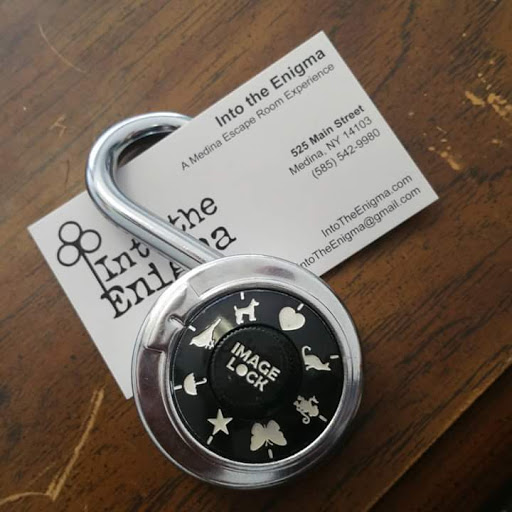 Into the Enigma
A Medina Escape Room Experience
525 Main Street
Medina, NY 14103
(585) 542-9980
IntoTheEnigma.com
IntoTheEnigma@gmail.com
Into the
Enigma
IMAGE
LOCK